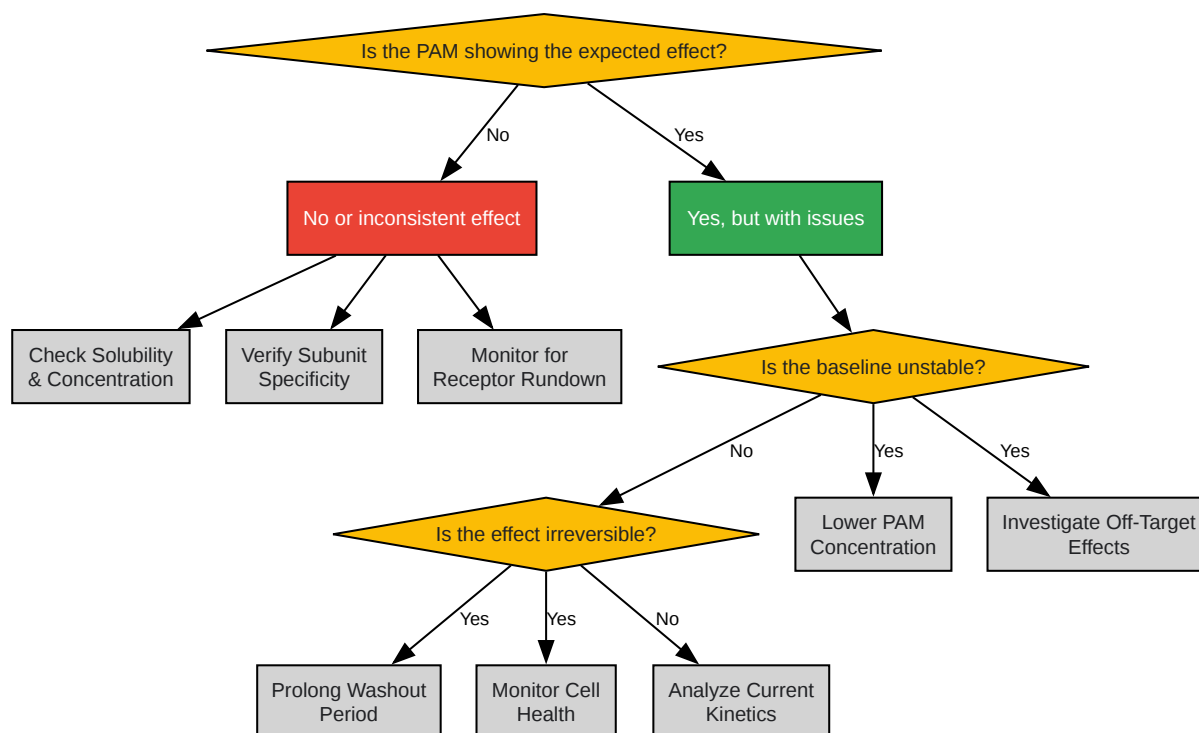 Is the PAM showing the expected effect?
No
Yes
No or inconsistent effect
Yes, but with issues
Check Solubility
& Concentration
Verify Subunit
Specificity
Monitor for
Receptor Rundown
Is the baseline unstable?
No
Yes
Yes
Is the effect irreversible?
Lower PAM
Concentration
Investigate Off-Target
Effects
Yes
Yes
No
Prolong Washout
Period
Monitor Cell
Health
Analyze Current
Kinetics